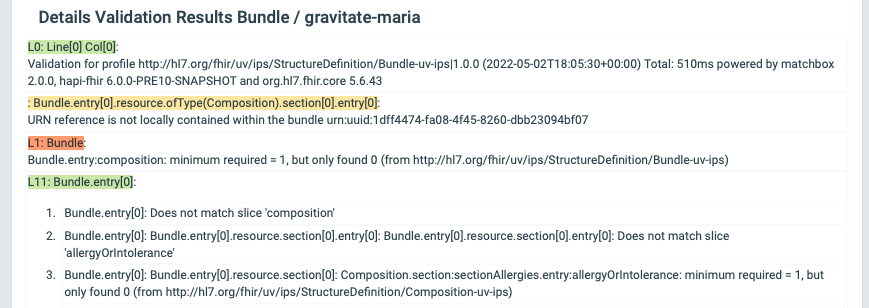 Details Validation Results Bundle / gravitate-maria
L0: Line[0] Col[0]:
Validation for profile http://hl7.org/fhir/uv/ips/StructureDefinition/Bundle-uv-ips|1.0.0 (2022-05-02T18:05:30+00:00) Total: 510ms powered by matchbox
2.0.0, hapi-fhir 6.0.0-PRE10-SNAPSHOT and org.hl7.fhir.core 5.6.43
: Bundle.entry[0].resource.ofType(Composition).section[0].entry[0]:
URN reference is not locally contained within the bundle urn:uuid:1dff4474-fa08-4f45-8260-dbb23094bf07
L1: Bundle:
Bundle.entry:composition: minimum required = 1, but only found 0 (from http://hl7.org/fhir/uv/ips/StructureDefinition/Bundle-uv-ips)
L11: Bundle.entry[0]:
1. Bundle.entry[0]: Does not match slice 'composition'
2. Bundle.entry[0]: Bundle.entry[0].resource.section[0].entry[0]: Bundle.entry[0].resource.section[0].entry[0]: Does not match slice
'allergyOrIntolerance'
3. Bundle.entry[0]: Bundle.entry[0].resource.section[0]: Composition.section:sectionAllergies.entry:allergyOrIntolerance: minimum required = 1, but
only found 0 (from http://hl7.org/fhir/uv/ips/StructureDefinition/Composition-uv-ips)